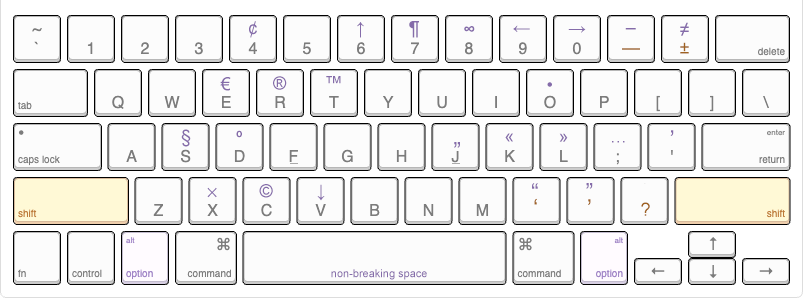 ~ ¢ ↑ ¶ ∞ ← → – ≠
` 1 2 3 4 5 6 7 8 9 0 — ± delete
€ ® ™ •
tab Q W E R T Y U I O P [ ] \
• § ° „ « » … ’ enter
caps lock A S D F G H J K L ; ' return
× © ↓ “ ”
shift Z X C V B N M ‘ ’ ? shift
alt ⌘ ⌘ alt ↑
fn control option command non-breaking space command option ← ↓ →